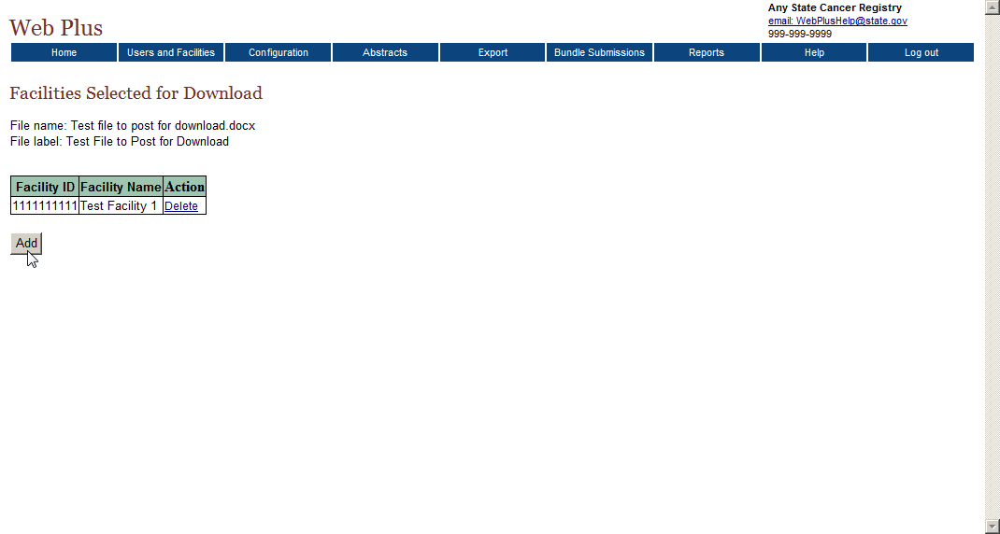 Any State Cancer Registry
Web Plus
email: WebPlusHelp@state.gov
999-999-9999
Home Users and Facilities Configuration Abstracts Export Bundle Submissions Reports Help Log out
Facilities Selected for Download
File name: Test file to post for download.docx
File label: Test File to Post for Download
Facility ID Facility Name Action
1111111111 Test Facility 1 Delete
Add